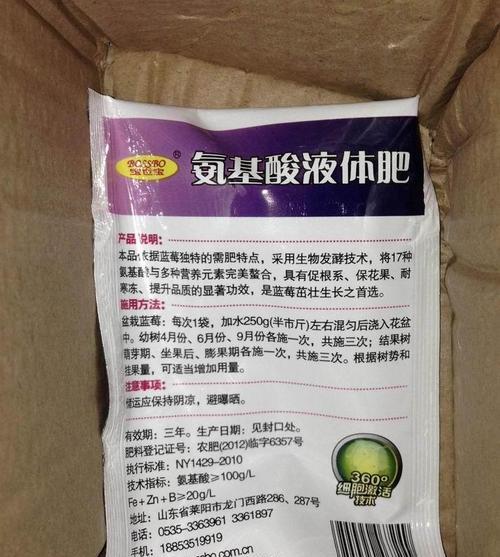 BOSSBO
®
氨基酸液体肥
产品说明：
本品依据蓝莓独特的需肥特点，采用生物发酵技术，将17种
氨基酸与多种营养元素完美螯合，具有促根系、保花果、耐
寒冻、提升品质的显著功效，是蓝莓茁壮生长之首选。
施用方法：
盆栽蓝莓：每次1袋，加水250g(半市斤)左右混匀后浇入花盆
中。幼树4月份、6月份、9月份各施一次，共施三次；结果树
萌芽期、坐果后、膨果期各施一次，共施三次。根据树势和
挂果量，可适当增加用量。
注意事项：
储运应保持阴凉，避曝晒。
有效期：三年。生产日期：见封口处。
肥料登记证号：农肥(2012)临字6357号
执行标准：NY1429-2010
技术指标：氨基酸≥100g/L
Fe+Zn+B≥20g/L
地址：山东省莱阳市龙门西路286、287号
电话：0535-3363961 3361897
手机：18853519919
sbo.com.cn
360°
细胞激活
技术